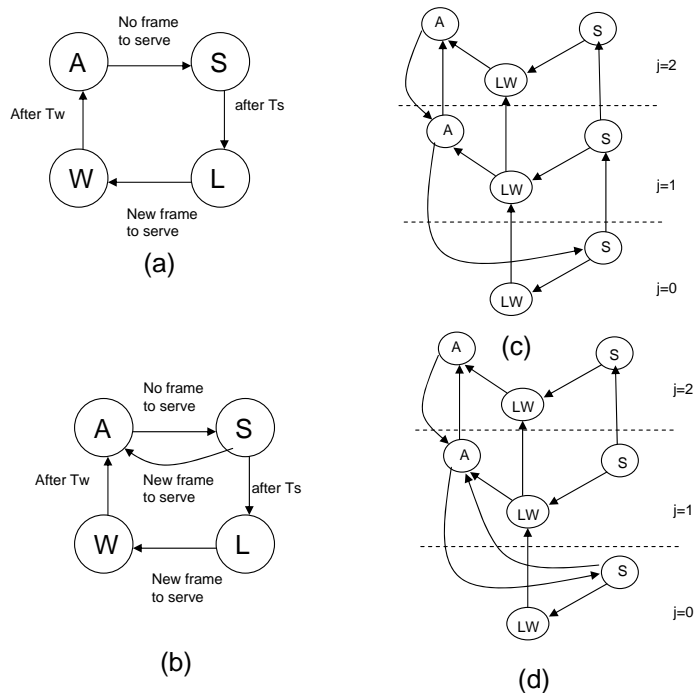 No frame
to serve
A
S
After Tw
after Ts
W
L
New frame
to serve
(a)
A
S
j=2
LW
A
S
LW
j=1
S
LW
j=0
(c)
No frame
to serve
A
S
After Tw
New frame
to serve
after Ts
W
L
New frame
to serve
(b)
A
S
j=2
LW
A
S
LW
j=1
S
LW
j=0
(d)